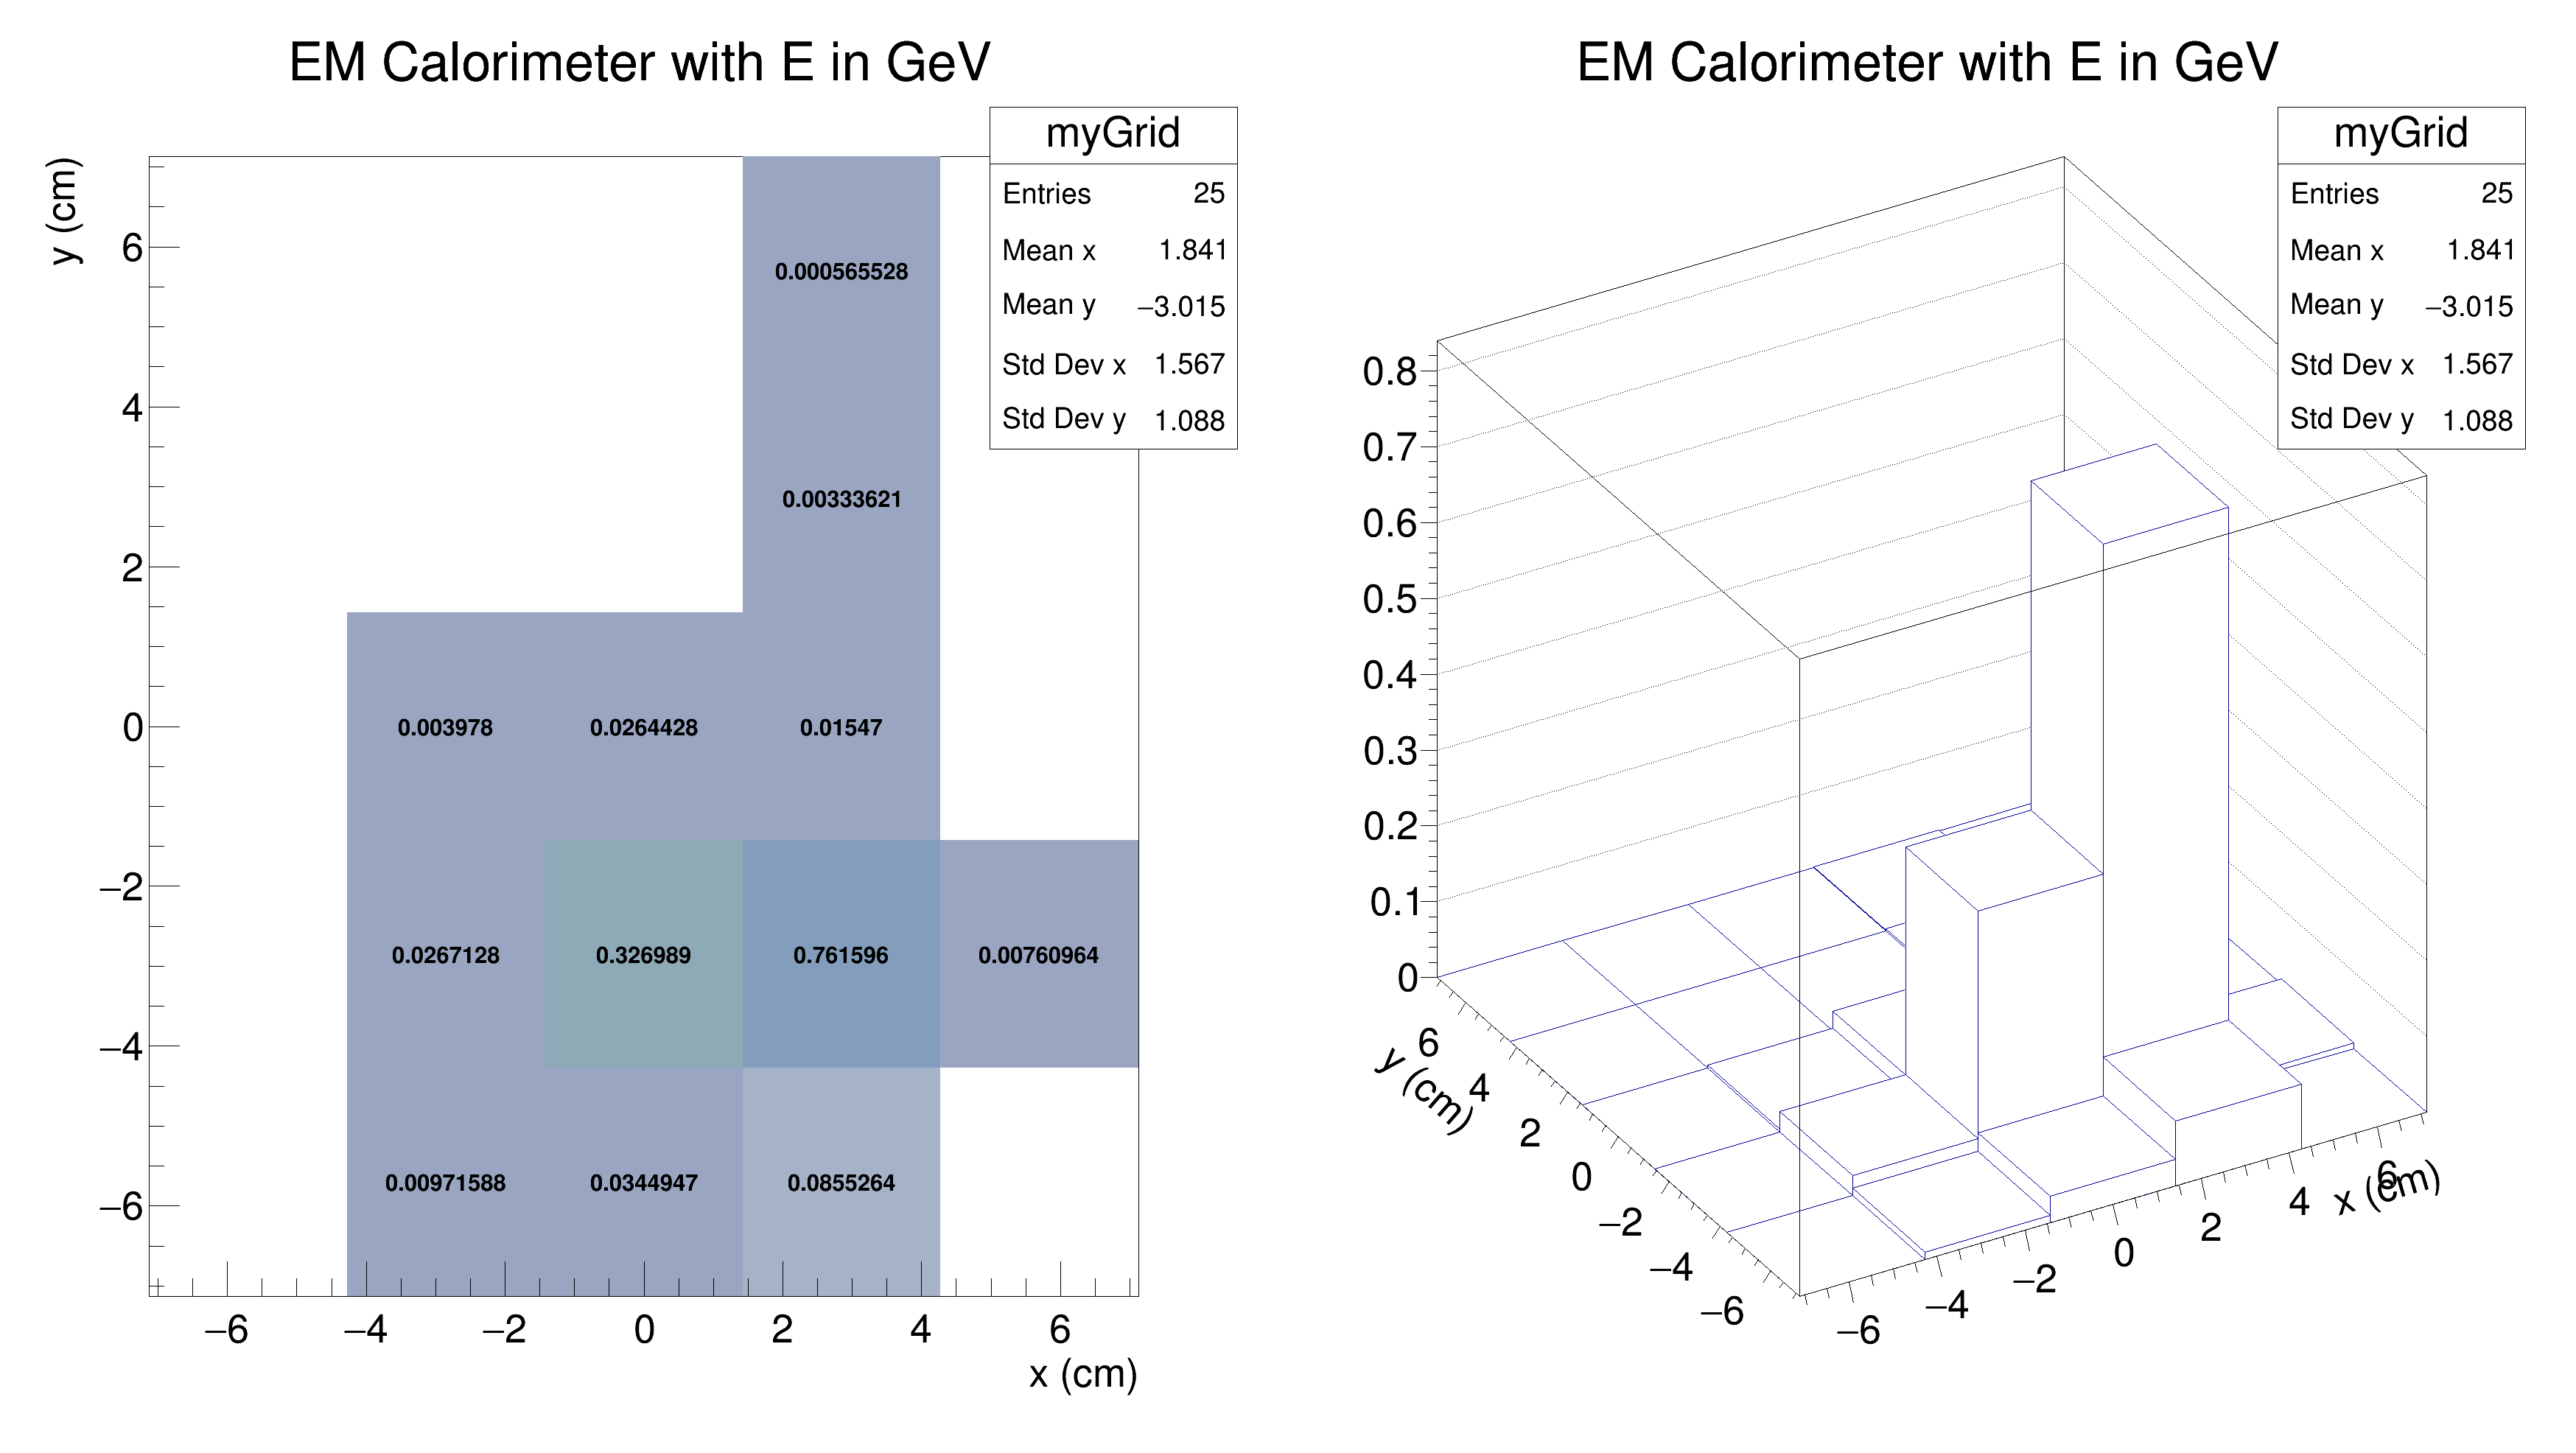 EM Calorimeter with E in GeV
myGrid
Entries 25
Mean x 1.841
Mean y −3.015
Std Dev x 1.567
Std Dev y 1.088
y (cm)
6
4
2
0
−2
−4
−6
0.000565528
0.00333621
0.003978 0.0264428 0.01547
0.0267128 0.326989 0.761596 0.00760964
0.00971588 0.0344947 0.0855264
−6 −4 −2 0 2 4 6
x (cm)
EM Calorimeter with E in GeV
myGrid
Entries 25
Mean x 1.841
Mean y −3.015
Std Dev x 1.567
Std Dev y 1.088
0.8
0.7
0.6
0.5
0.4
0.3
0.2
0.1
0
y (cm)
6
4
2
0
−2
−4
−6
−6
−4
−2
0
2
4
6
x (cm)